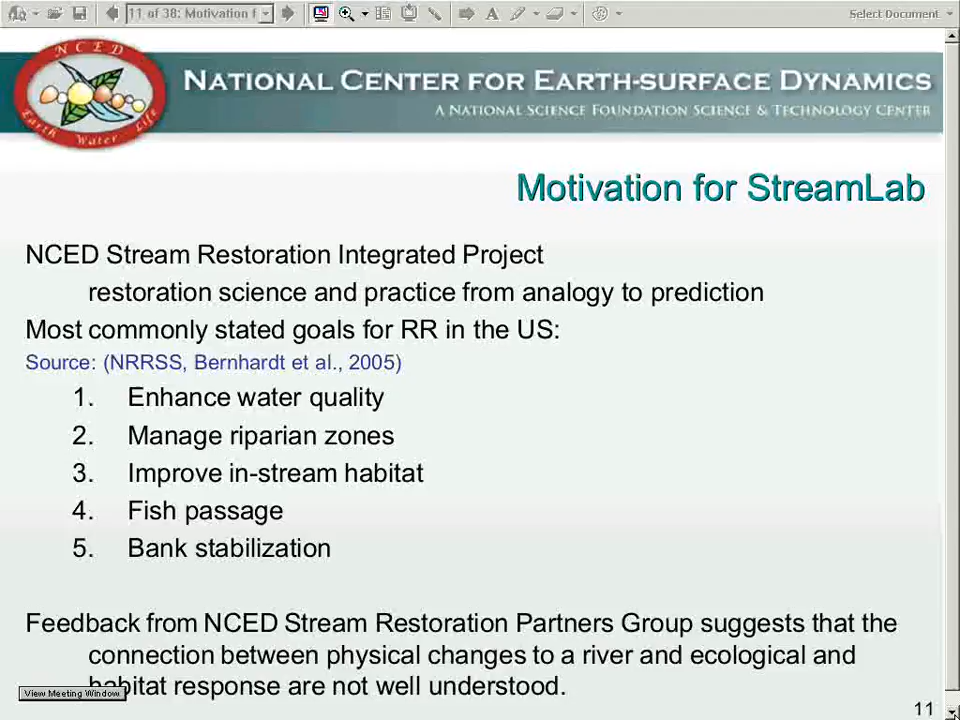 11 of 38: Motivation f
Select Document
NCED
Earth Water Life
NATIONAL CENTER FOR EARTH-SURFACE DYNAMICS
A NATIONAL SCIENCE FOUNDATION SCIENCE & TECHNOLOGY CENTER
Motivation for StreamLab
NCED Stream Restoration Integrated Project
restoration science and practice from analogy to prediction
Most commonly stated goals for RR in the US:
Source: (NRRSS, Bernhardt et al., 2005)
1. Enhance water quality
2. Manage riparian zones
3. Improve in-stream habitat
4. Fish passage
5. Bank stabilization
Feedback from NCED Stream Restoration Partners Group suggests that the
connection between physical changes to a river and ecological and
habitat response are not well understood.
View Meeting Window
11